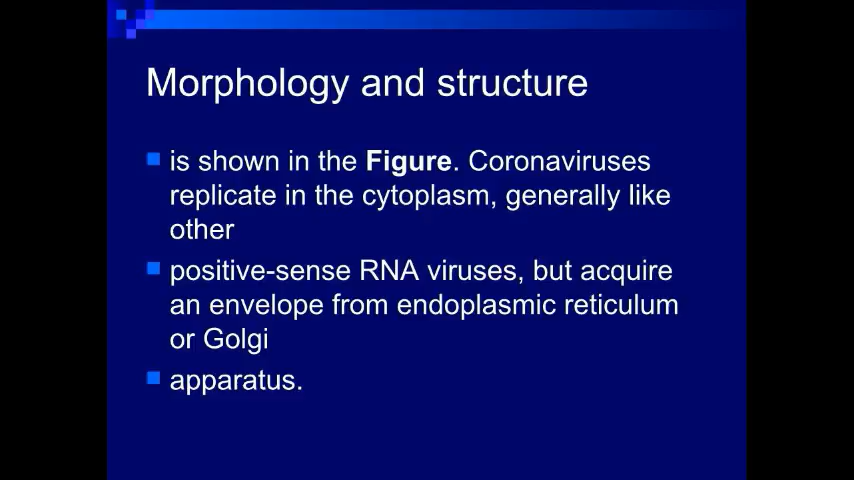 Morphology and structure
is shown in the Figure. Coronaviruses
replicate in the cytoplasm, generally like
other
positive-sense RNA viruses, but acquire
an envelope from endoplasmic reticulum
or Golgi
apparatus.